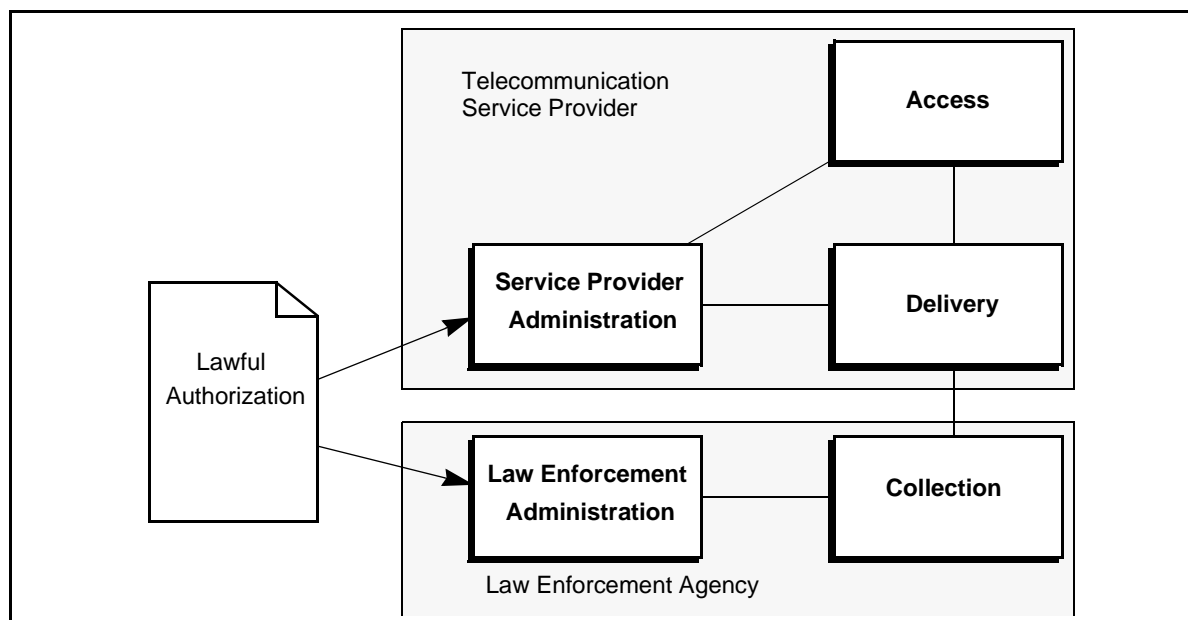 Telecommunication
Service Provider
Access
Service Provider
Administration
Delivery
Lawful
Authorization
Law Enforcement
Administration
Collection
Law Enforcement Agency